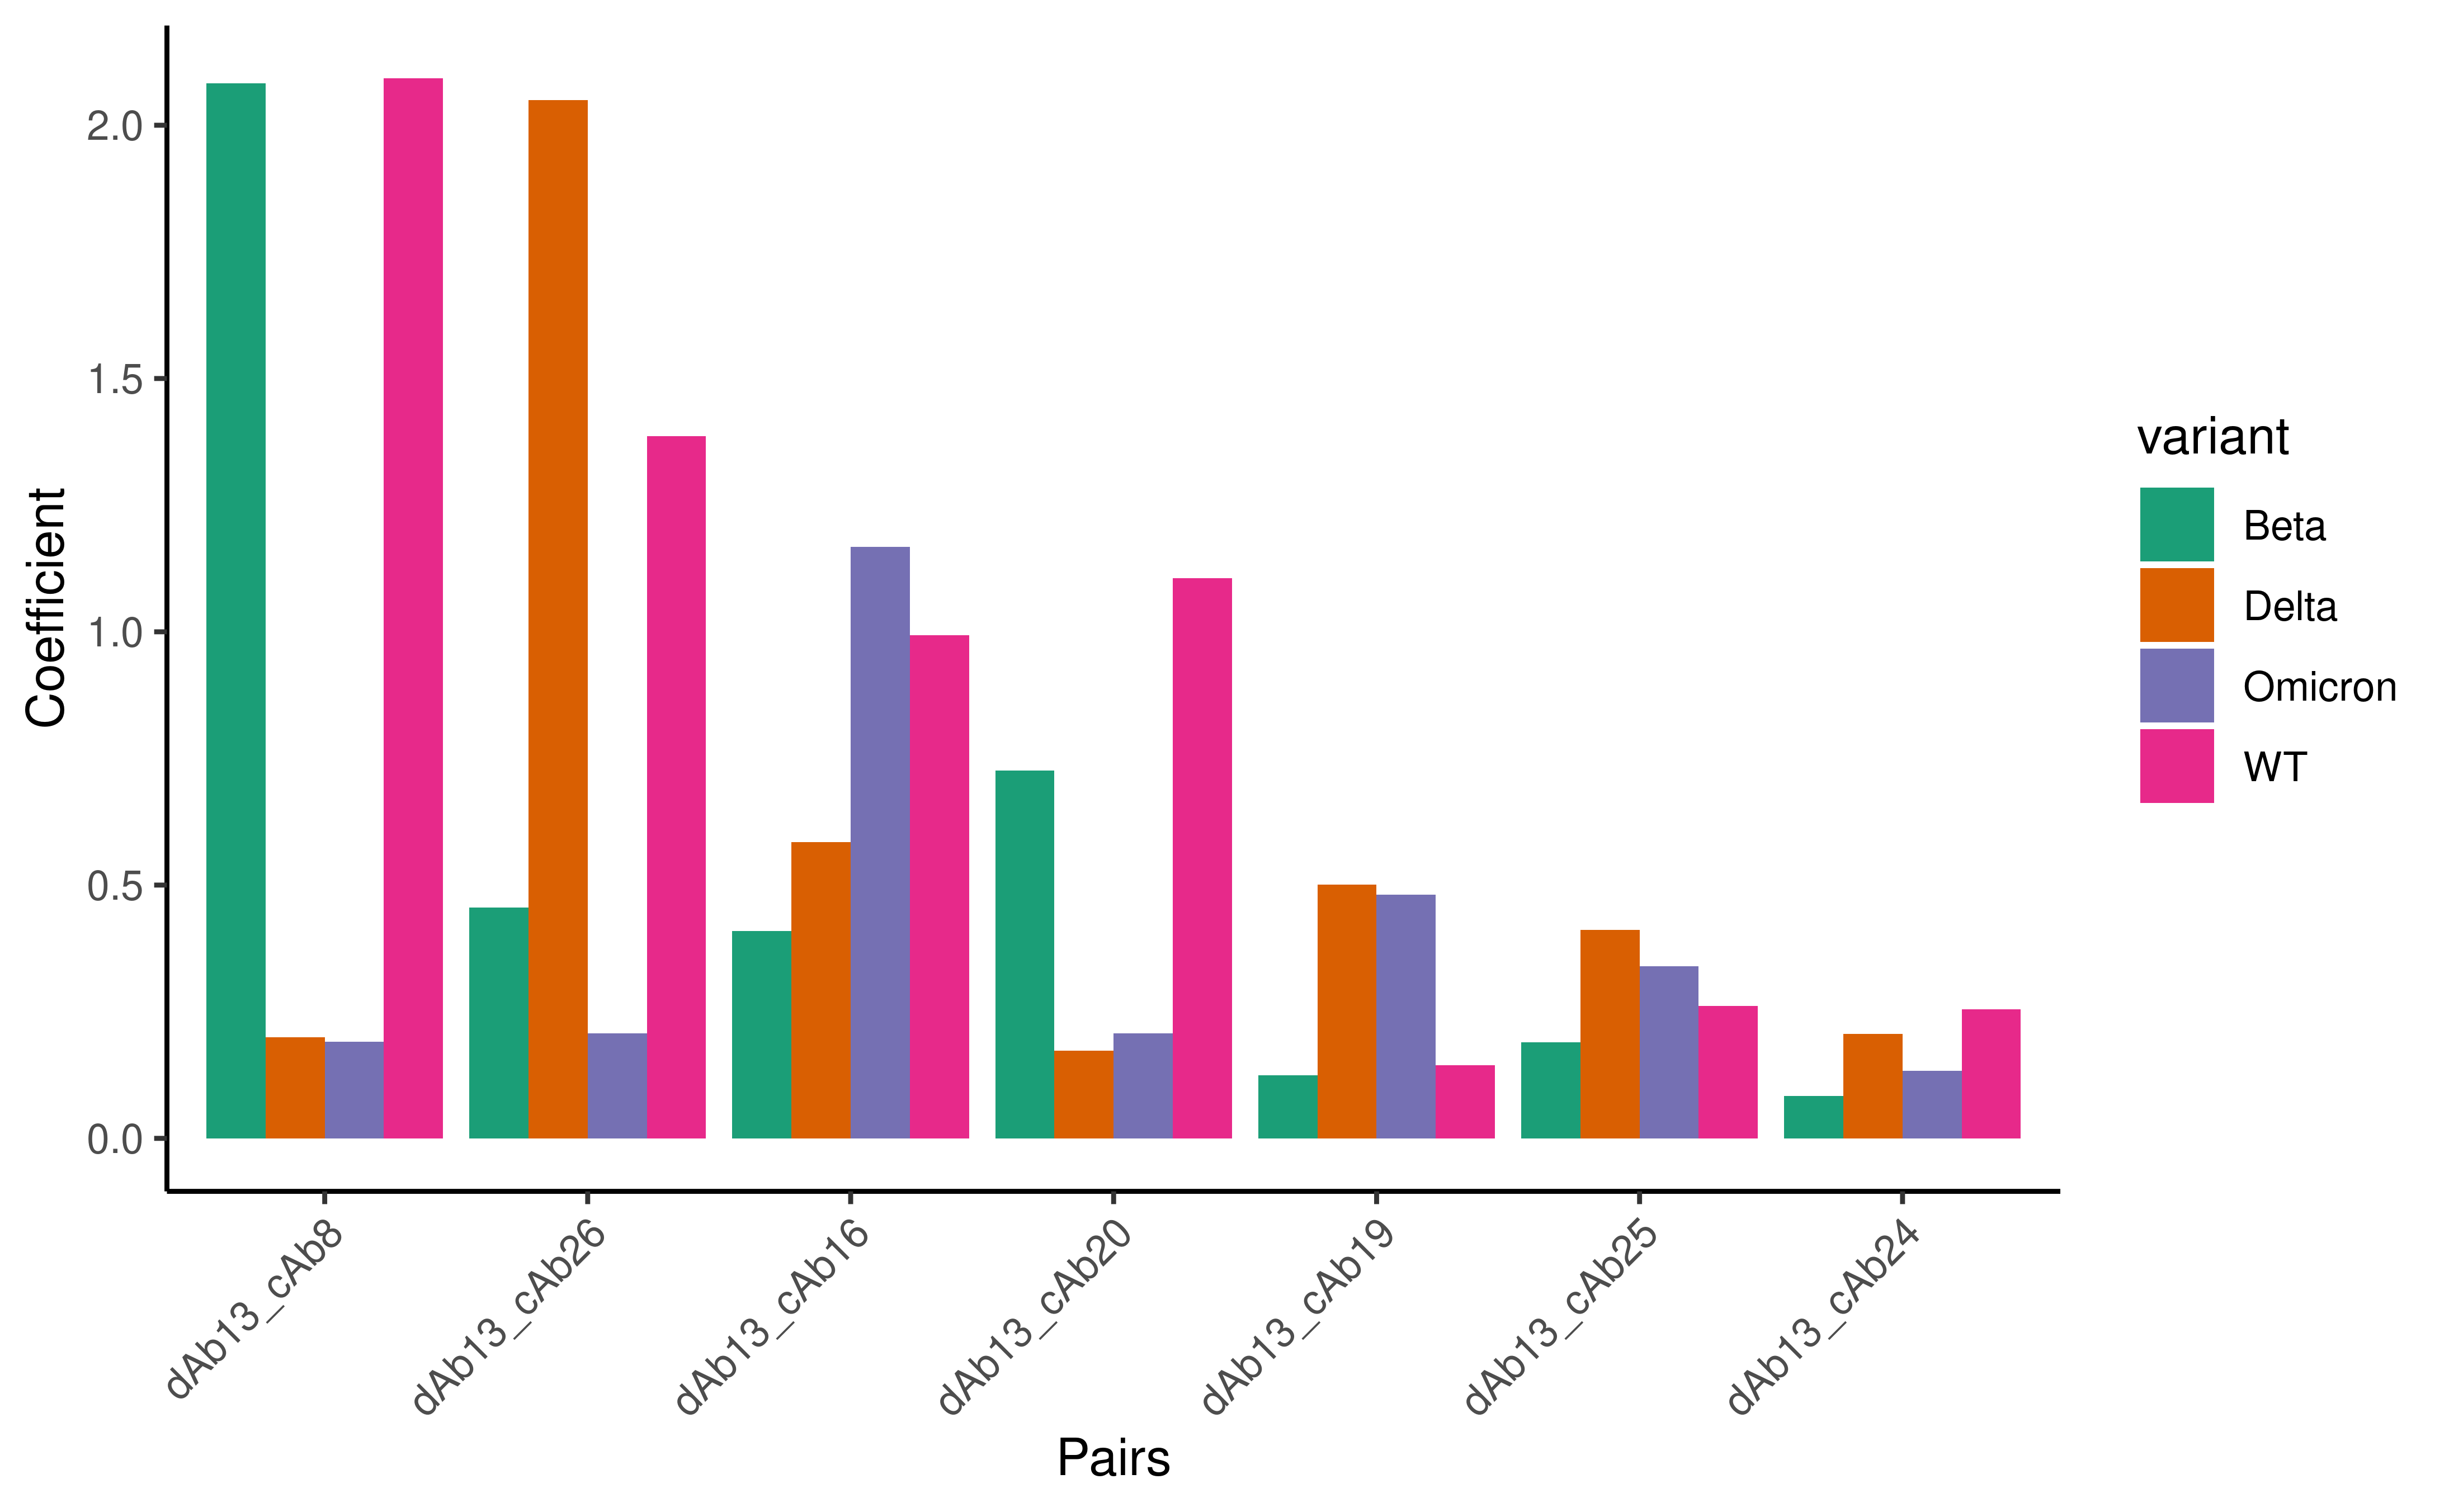 2.0
1.5
1.0
0.5
0.0
Coefficient
dAb13_cAb8
dAb13_cAb26
dAb13_cAb16
dAb13_cAb20
dAb13_cAb19
dAb13_cAb25
dAb13_cAb24
Pairs
variant
Beta
Delta
Omicron
WT